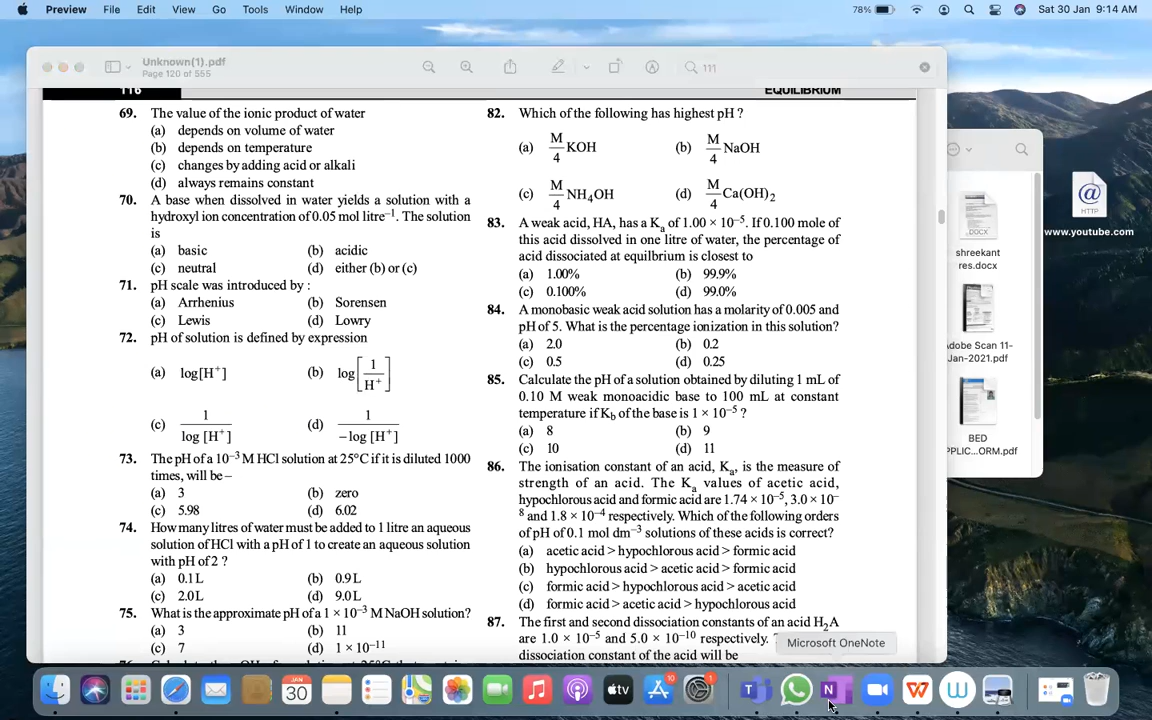 Preview File Edit View Go Tools Window Help 78% Sat 30 Jan 9:14 AM
Unknown(1).pdf
Page 120 of 555
111
116 EQUILIBRIUM
69. The value of the ionic product of water
(a) depends on volume of water
(b) depends on temperature
(c) changes by adding acid or alkali
(d) always remains constant
70. A base when dissolved in water yields a solution with a
hydroxyl ion concentration of 0.05 mol litre⁻¹. The solution
is
(a) basic (b) acidic
(c) neutral (d) either (b) or (c)
71. pH scale was introduced by :
(a) Arrhenius (b) Sorensen
(c) Lewis (d) Lowry
72. pH of solution is defined by expression
(a) log[H⁺] (b) log[1/H⁺]
(c) 1/log [H⁺] (d) 1/−log [H⁺]
73. The pH of a 10⁻³ M HCl solution at 25°C if it is diluted 1000
times, will be –
(a) 3 (b) zero
(c) 5.98 (d) 6.02
74. How many litres of water must be added to 1 litre an aqueous
solution of HCl with a pH of 1 to create an aqueous solution
with pH of 2 ?
(a) 0.1 L (b) 0.9 L
(c) 2.0 L (d) 9.0 L
75. What is the approximate pH of a 1 × 10⁻³ M NaOH solution?
(a) 3 (b) 11
(c) 7 (d) 1 × 10⁻¹¹
82. Which of the following has highest pH ?
(a) M/4 KOH (b) M/4 NaOH
(c) M/4 NH₄OH (d) M/4 Ca(OH)₂
83. A weak acid, HA, has a Kₐ of 1.00 × 10⁻⁵. If 0.100 mole of
this acid dissolved in one litre of water, the percentage of
acid dissociated at equilbrium is closest to
(a) 1.00% (b) 99.9%
(c) 0.100% (d) 99.0%
84. A monobasic weak acid solution has a molarity of 0.005 and
pH of 5. What is the percentage ionization in this solution?
(a) 2.0 (b) 0.2
(c) 0.5 (d) 0.25
85. Calculate the pH of a solution obtained by diluting 1 mL of
0.10 M weak monoacidic base to 100 mL at constant
temperature if K_b of the base is 1 × 10⁻⁵ ?
(a) 8 (b) 9
(c) 10 (d) 11
86. The ionisation constant of an acid, Kₐ, is the measure of
strength of an acid. The Kₐ values of acetic acid,
hypochlorous acid and formic acid are 1.74 × 10⁻⁵, 3.0 × 10⁻
⁸ and 1.8 × 10⁻⁴ respectively. Which of the following orders
of pH of 0.1 mol dm⁻³ solutions of these acids is correct?
(a) acetic acid > hypochlorous acid > formic acid
(b) hypochlorous acid > acetic acid > formic acid
(c) formic acid > hypochlorous acid > acetic acid
(d) formic acid > acetic acid > hypochlorous acid
87. The first and second dissociation constants of an acid H₂A
are 1.0 × 10⁻⁵ and 5.0 × 10⁻¹⁰ respectively.
dissociation constant of the acid will be
Microsoft OneNote
.DOCX
shreekant
res.docx
Adobe Scan 11-
Jan-2021.pdf
BED
PPLIC...ORM.pdf
HTTP
www.youtube.com
JAN
30
tv
10
1